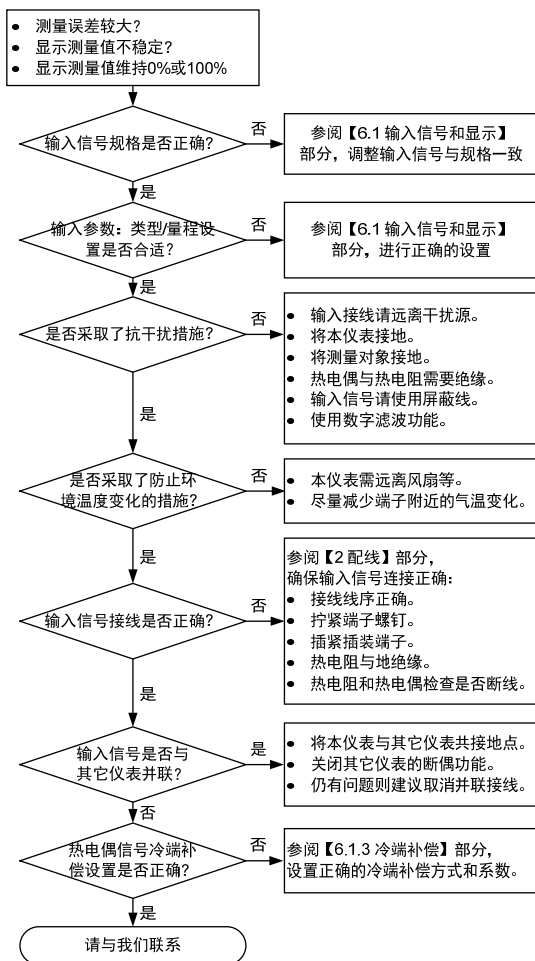 ● 测量误差较大？
● 显示测量值不稳定？
● 显示测量值维持0%或100%
输入信号规格是否正确？
否
参阅【6.1 输入信号和显示】
部分，调整输入信号与规格一致
是
输入参数：类型/量程设
置是否合适？
否
参阅【6.1 输入信号和显示】
部分，进行正确的设置
是
是否采取了抗干扰措施？
否
● 输入接线请远离干扰源。
● 将本仪表接地。
● 将测量对象接地。
● 热电偶与热电阻需要绝缘。
● 输入信号请使用屏蔽线。
● 使用数字滤波功能。
是
是否采取了防止环
境温度变化的措施？
否
● 本仪表需远离风扇等。
● 尽量减少端子附近的气温变化。
是
输入信号接线是否正确？
否
参阅【2 配线】部分，
确保输入信号连接正确：
● 接线线序正确。
● 拧紧端子螺钉。
● 插紧插装端子。
● 热电阻与地绝缘。
● 热电阻和热电偶检查是否断线。
是
输入信号是否与
其它仪表并联？
是
● 将本仪表与其它仪表共接地点。
● 关闭其它仪表的断偶功能。
● 仍有问题则建议取消并联接线。
否
热电偶信号冷端补
偿设置是否正确？
否
参阅【6.1.3 冷端补偿】部分，
设置正确的冷端补偿方式和系数。
是
请与我们联系